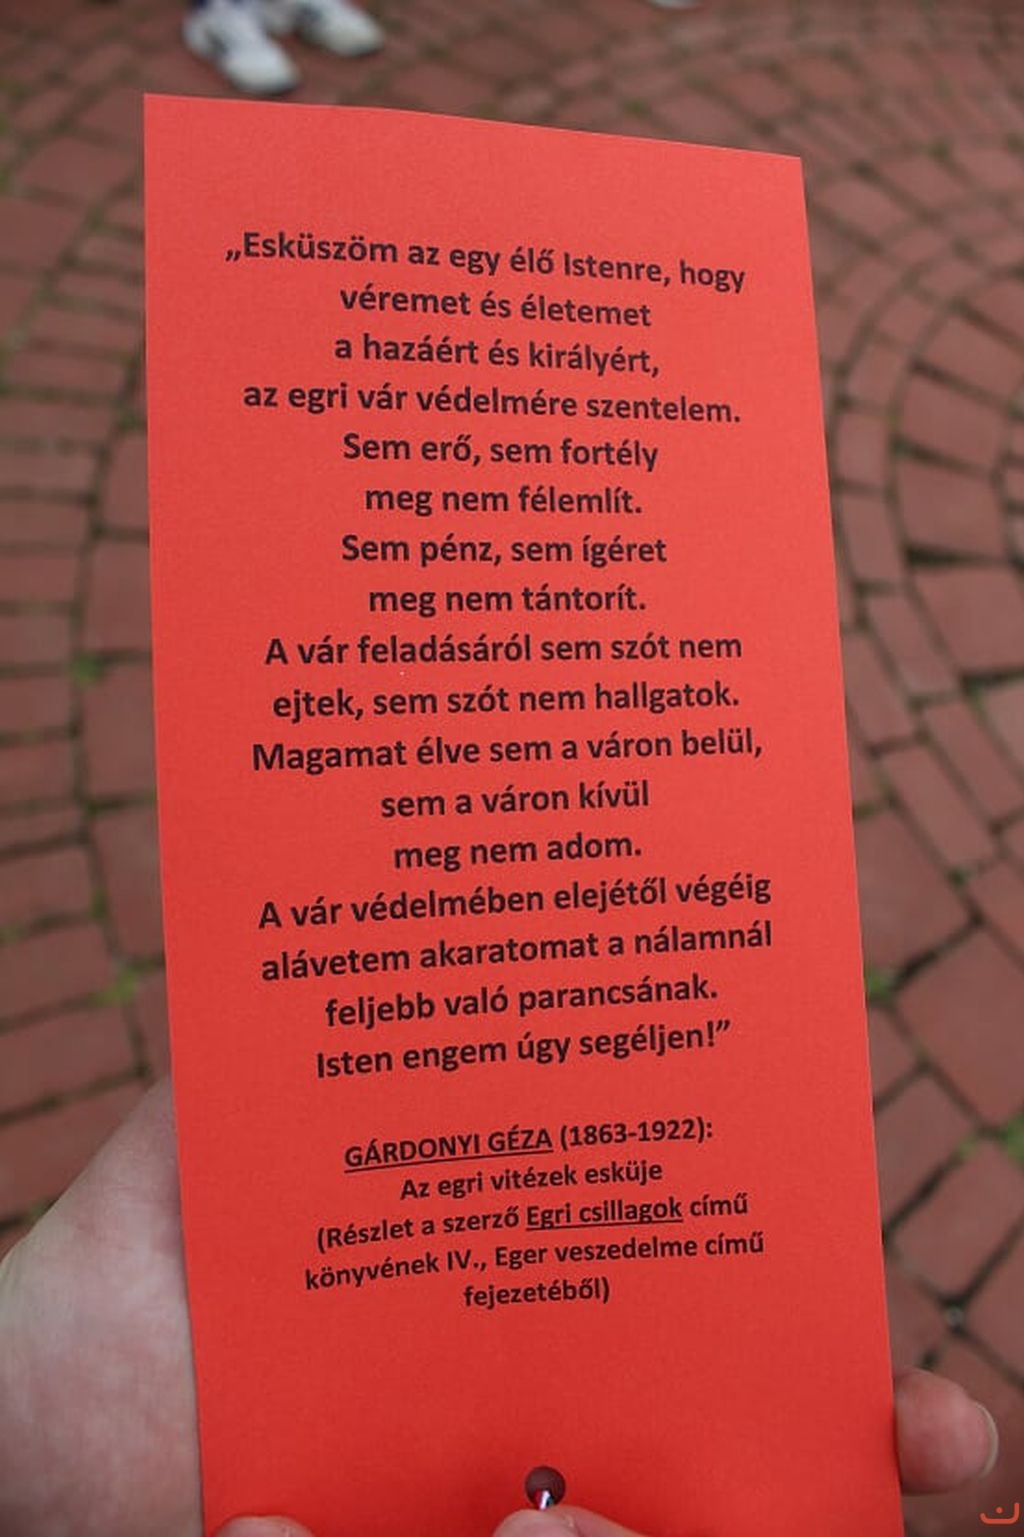 „Esküszöm az egy élő Istenre, hogy
véremet és életemet
a hazáért és királyért,
az egri vár védelmére szentelem.
Sem erő, sem fortély
meg nem félemlít.
Sem pénz, sem ígéret
meg nem tántorít.
A vár feladásáról sem szót nem
ejtek, sem szót nem hallgatok.
Magamat élve sem a váron belül,
sem a váron kívül
meg nem adom.
A vár védelmében elejétől végéig
alávetem akaratomat a nálamnál
feljebb való parancsának.
Isten engem úgy segéljen!”
GÁRDONYI GÉZA (1863-1922):
Az egri vitézek esküje
(Részlet a szerző Egri csillagok című
könyvének IV., Eger veszedelme című
fejezetéből)